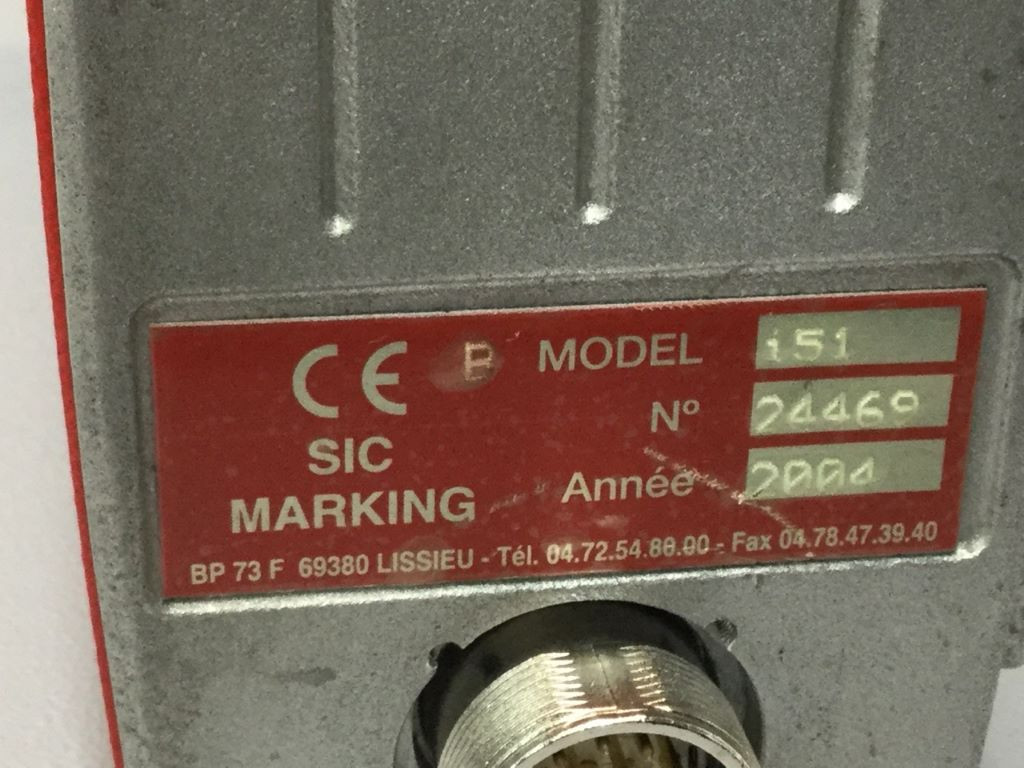 CE B MODEL i51
N° 24469
SIC
MARKING
Année 2004
BP 73 F 69380 LISSIEU - Tél. 04.72.54.80.00 - Fax 04.78.47.39.40